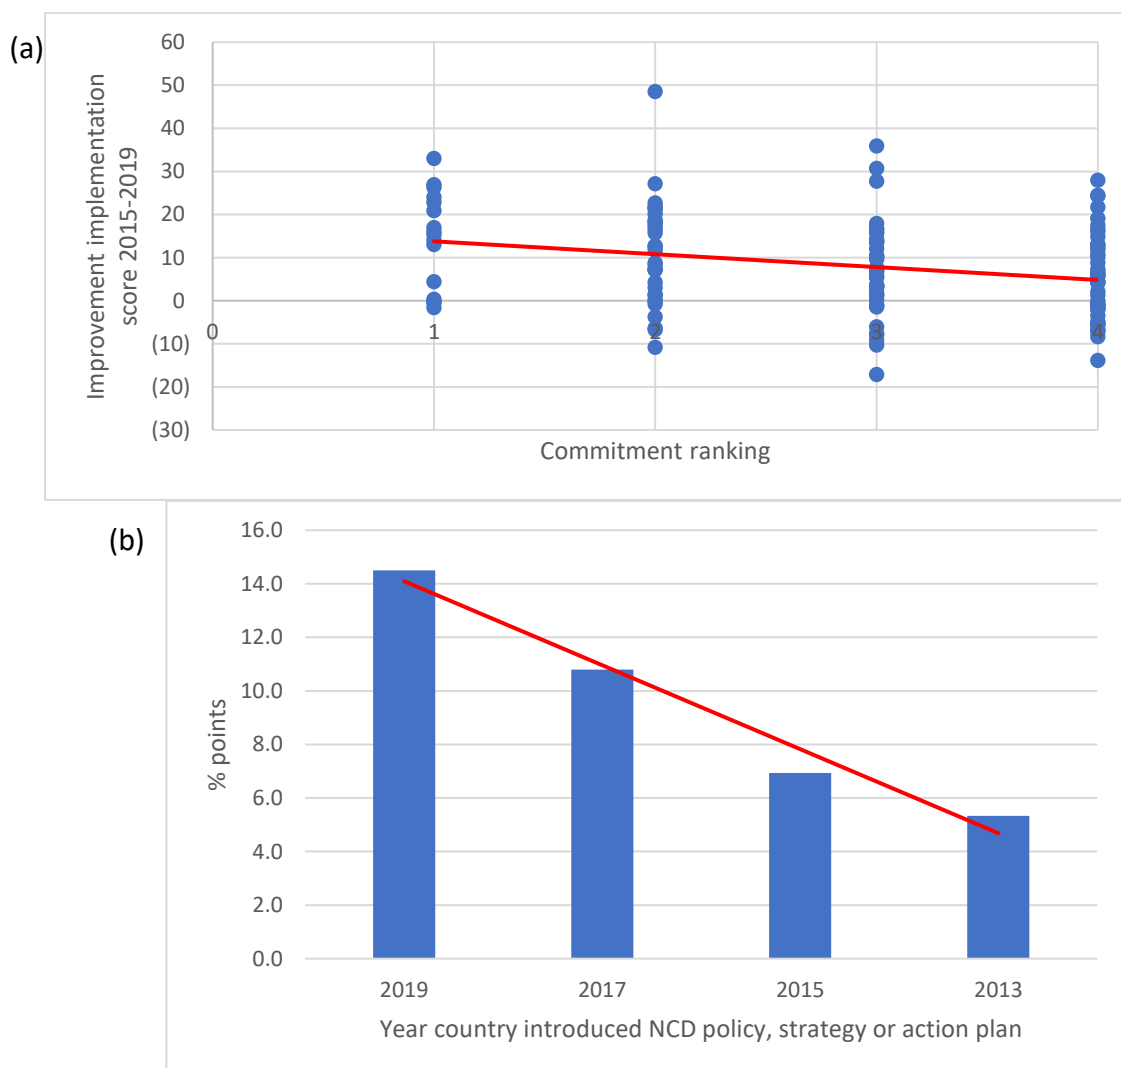 (a)
Improvement implementation
score 2015-2019
60
50
40
30
20
10
0
(10)
(20)
(30)
0 1 2 3 4
Commitment ranking
(b)
% points
16.0
14.0
12.0
10.0
8.0
6.0
4.0
2.0
0.0
2019 2017 2015 2013
Year country introduced NCD policy, strategy or action plan